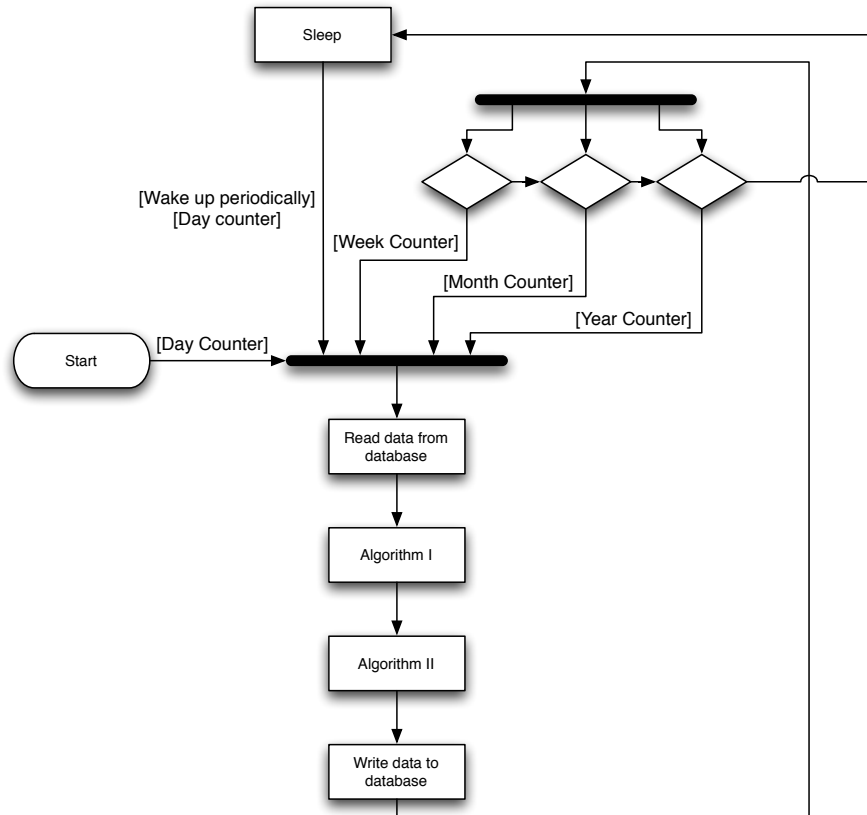 Sleep
[Wake up periodically]
[Day counter]
[Week Counter]
[Month Counter]
[Year Counter]
[Day Counter]
Start
Read data from
database
Algorithm I
Algorithm II
Write data to
database